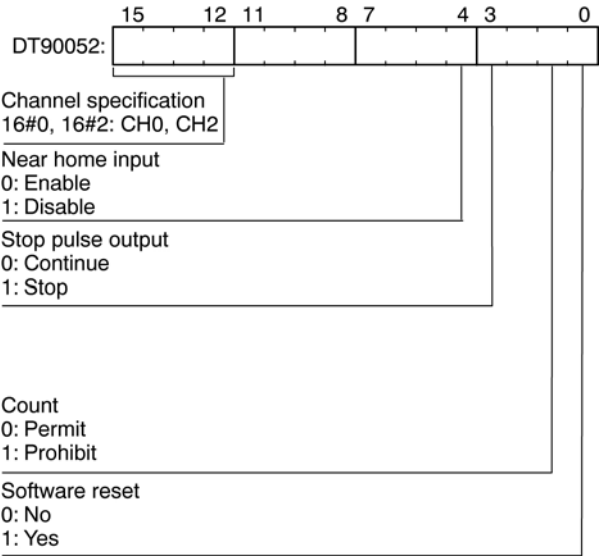 15 12 11 8 7 4 3 0
DT90052:
Channel specification
16#0, 16#2: CH0, CH2
Near home input
0: Enable
1: Disable
Stop pulse output
0: Continue
1: Stop
Count
0: Permit
1: Prohibit
Software reset
0: No
1: Yes